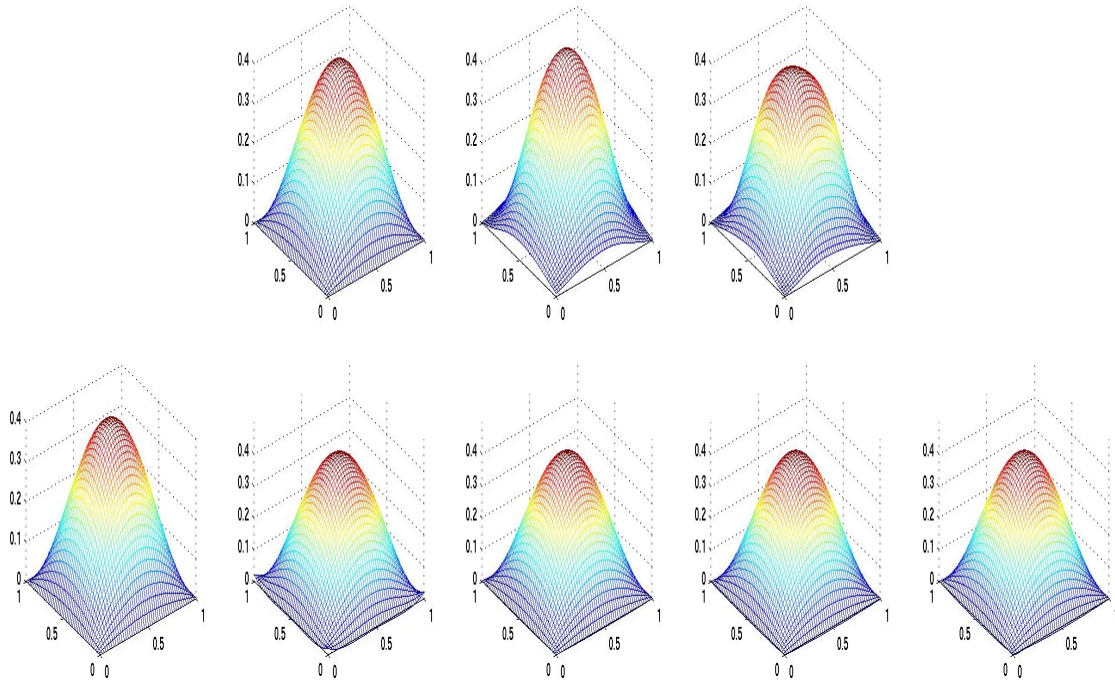 0.4 0.4 0.4
0.3 0.3 0.3
0.2 0.2 0.2
0.1 0.1 0.1
0 0 0
1 1 1
1 1 1
0.5 0.5 0.5 0.5 0.5 0.5
0 0 0 0 0 0
0.4
0.4 0.4 0.4 0.4
0.3 0.3 0.3 0.3 0.3
0.2 0.2 0.2 0.2 0.2
0.1 0.1 0.1 0.1 0.1
0 0 0 0 0
1 1 1 1 1
1 1 1 1
0.5 0.5 0.5 0.5 0.5 0.5 0.5 0.5 0.5 0.5
0 0 0 0 0 0 0 0 0 0